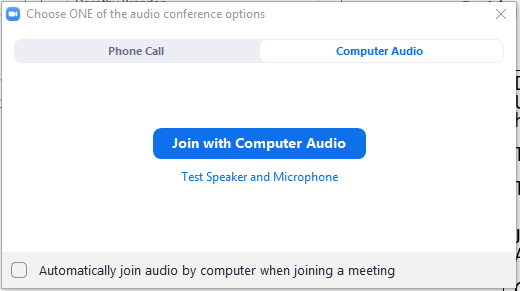 Choose ONE of the audio conference options
Phone Call
Computer Audio
Join with Computer Audio
Test Speaker and Microphone
Automatically join audio by computer when joining a meeting